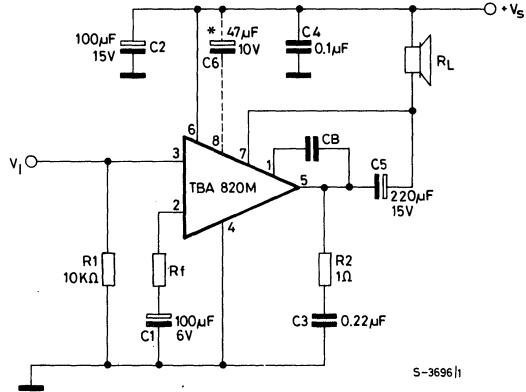 +Vs
100µF
15V
C2
*
47µF
10V
C6
C4
0.1µF
RL
6
8
7
1
CB
VI
3
TBA 820M
5
C5
220µF
15V
2
4
R1
10KΩ
Rf
R2
1Ω
100µF
6V
C1
C3
0.22µF
S-3696/1